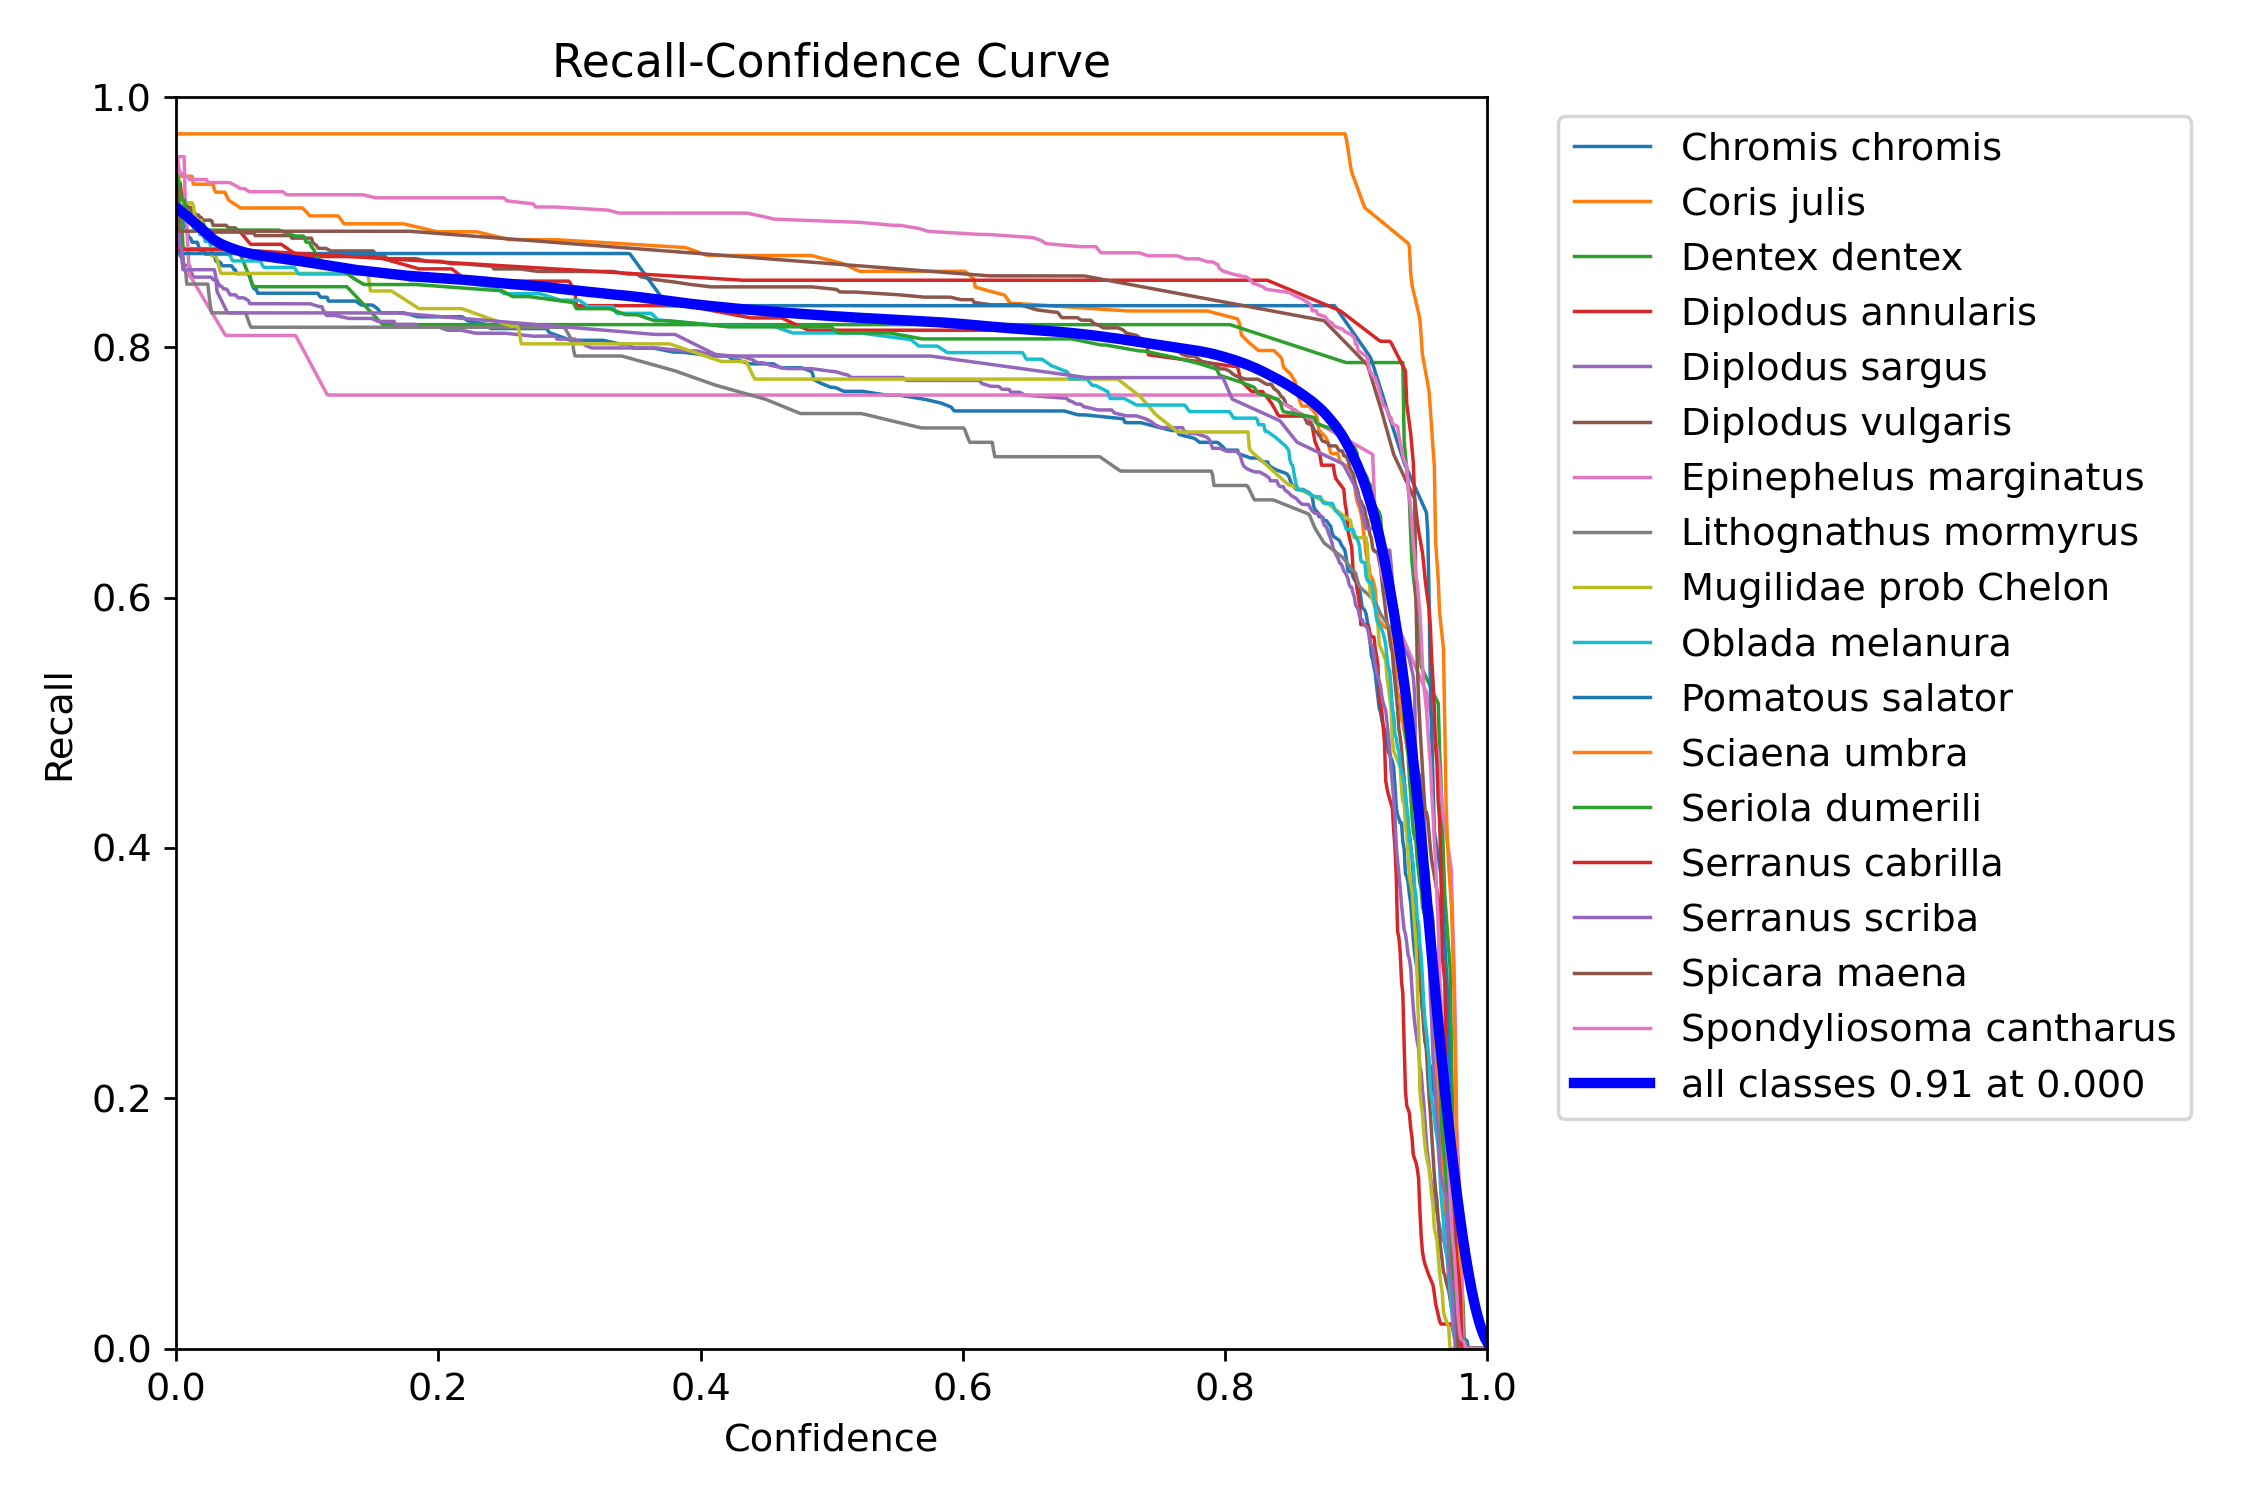 Recall-Confidence Curve
1.0
0.8
0.6
0.4
0.2
0.0
Recall
0.0 0.2 0.4 0.6 0.8 1.0
Confidence
Chromis chromis
Coris julis
Dentex dentex
Diplodus annularis
Diplodus sargus
Diplodus vulgaris
Epinephelus marginatus
Lithognathus mormyrus
Mugilidae prob Chelon
Oblada melanura
Pomatous salator
Sciaena umbra
Seriola dumerili
Serranus cabrilla
Serranus scriba
Spicara maena
Spondyliosoma cantharus
all classes 0.91 at 0.000